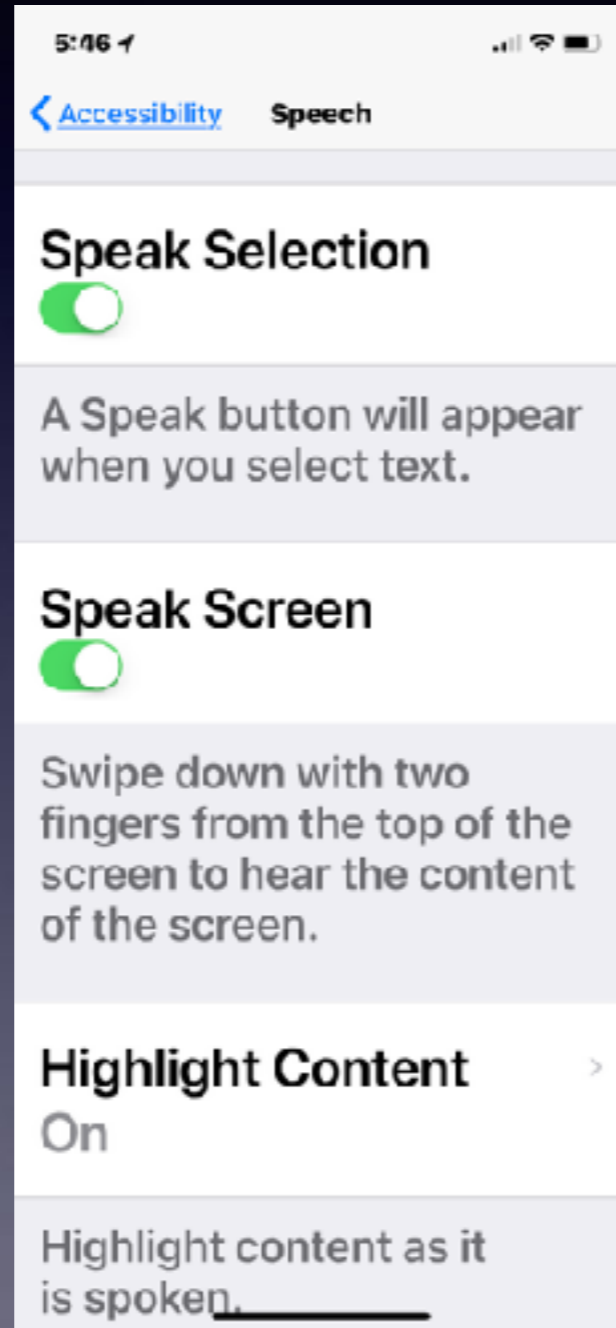 5:46
Accessibility Speech
Speak Selection
A Speak button will appear
when you select text.
Speak Screen
Swipe down with two
fingers from the top of the
screen to hear the content
of the screen.
Highlight Content
On
Highlight content as it
is spoken.